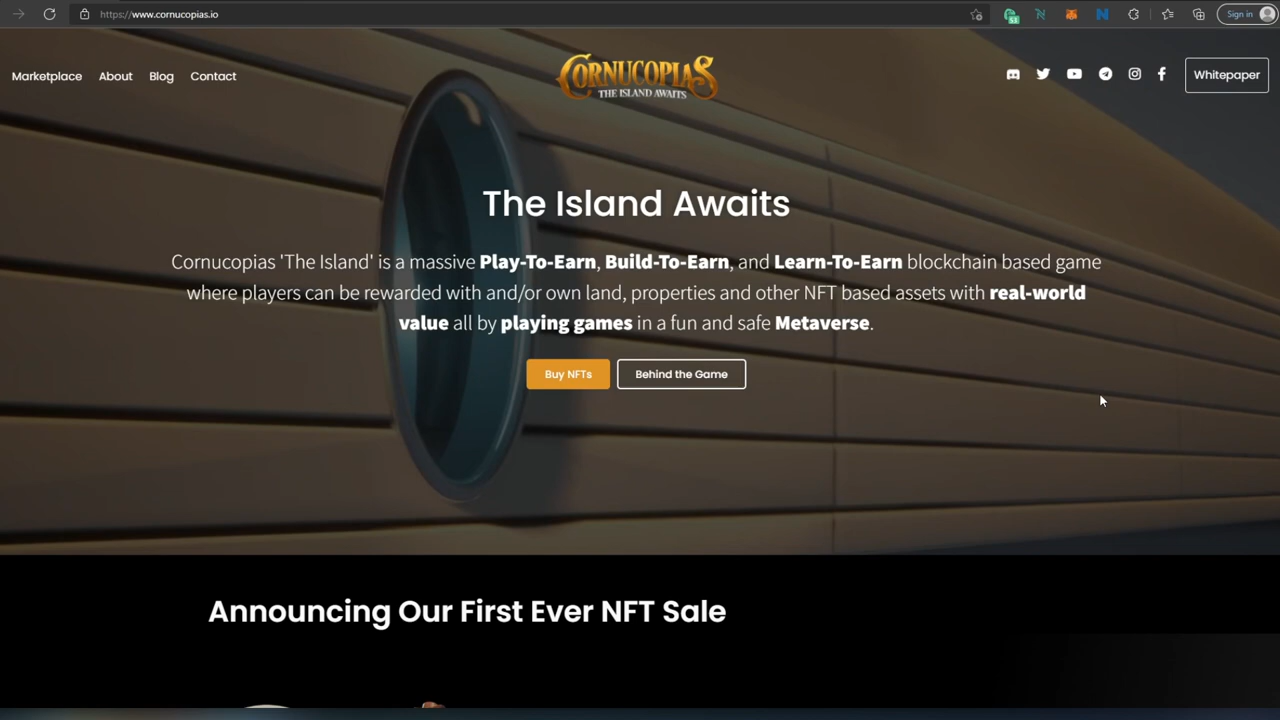 https://www.cornucopias.io
51
Sign in
Marketplace About Blog Contact
CORNUCOPIAS
THE ISLAND AWAITS
Whitepaper
The Island Awaits
Cornucopias 'The Island' is a massive Play-To-Earn, Build-To-Earn, and Learn-To-Earn blockchain based game
where players can be rewarded with and/or own land, properties and other NFT based assets with real-world
value all by playing games in a fun and safe Metaverse.
Buy NFTs Behind the Game
Announcing Our First Ever NFT Sale